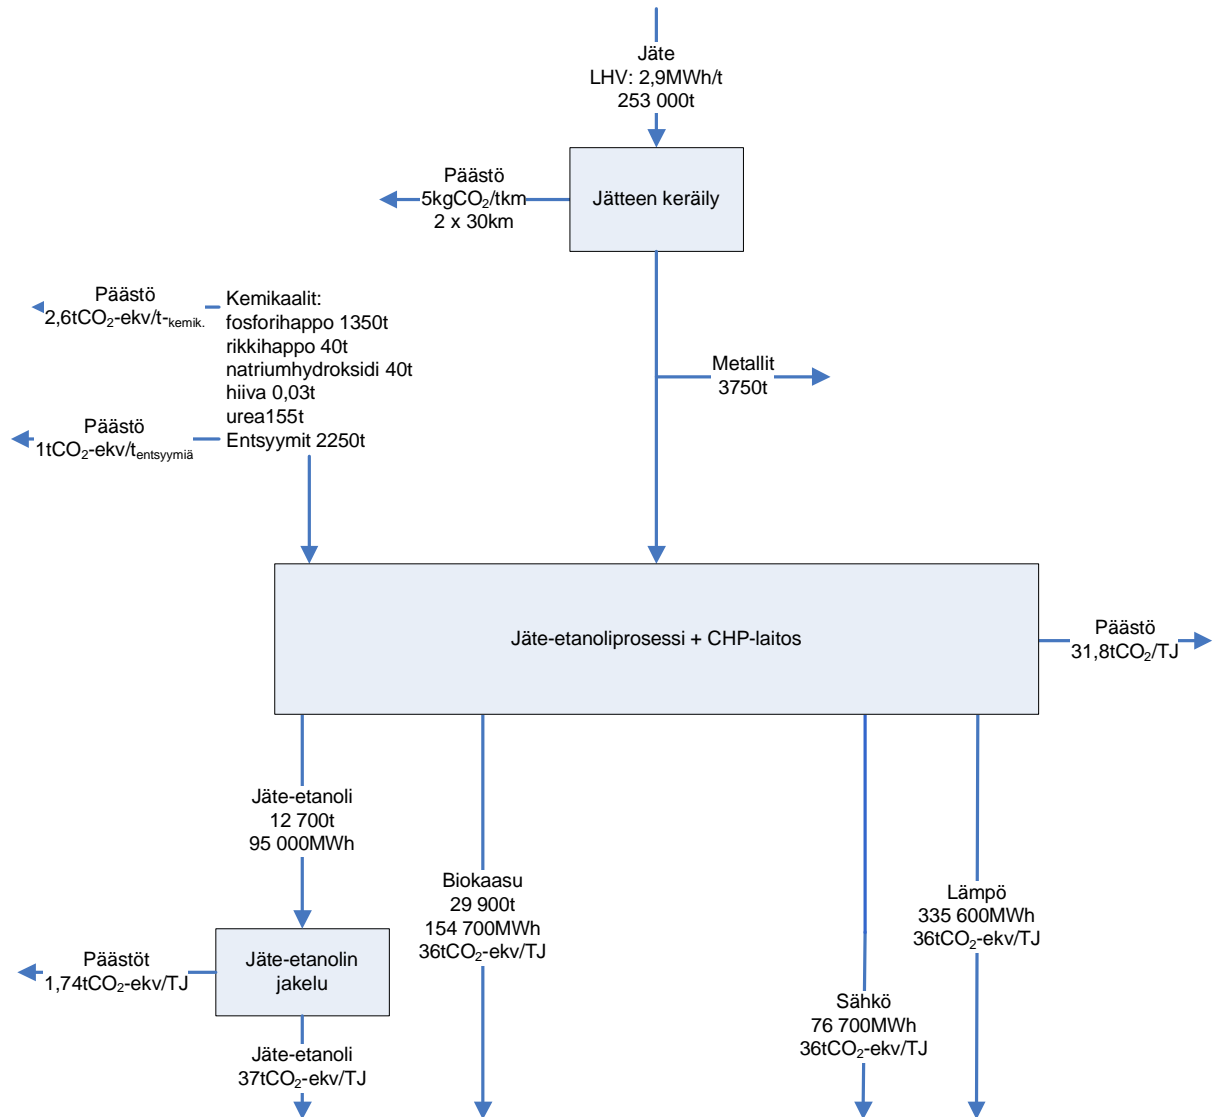 Jäte
LHV: 2,9MWh/t
253 000t
Jätteen keräily
Päästö
5kgCO₂/tkm
2 x 30km
Päästö
2,6tCO₂-ekv/t-kemik.
Kemikaalit:
fosforihappo 1350t
rikkihappo 40t
natriumhydroksidi 40t
hiiva 0,03t
urea155t
Entsyymit 2250t
Päästö
1tCO₂-ekv/tentsyymiä
Metallit
3750t
Jäte-etanoliprosessi + CHP-laitos
Päästö
31,8tCO₂/TJ
Jäte-etanoli
12 700t
95 000MWh
Biokaasu
29 900t
154 700MWh
36tCO₂-ekv/TJ
Lämpö
335 600MWh
36tCO₂-ekv/TJ
Jäte-etanolin
jakelu
Päästöt
1,74tCO₂-ekv/TJ
Sähkö
76 700MWh
36tCO₂-ekv/TJ
Jäte-etanoli
37tCO₂-ekv/TJ